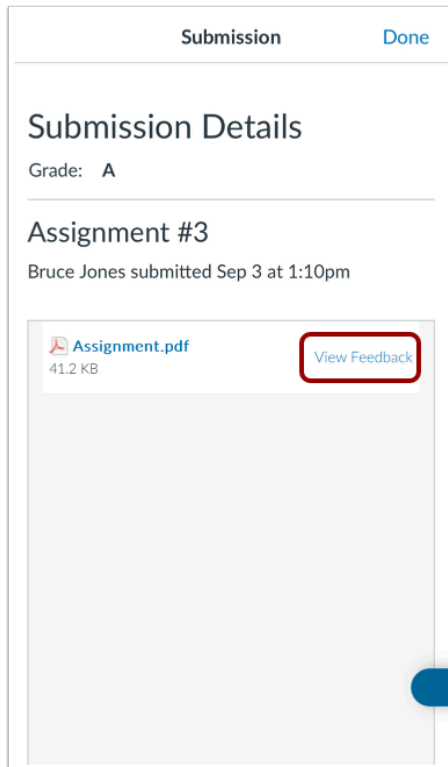 Submission Done
Submission Details
Grade: A
Assignment #3
Bruce Jones submitted Sep 3 at 1:10pm
Assignment.pdf View Feedback
41.2 KB